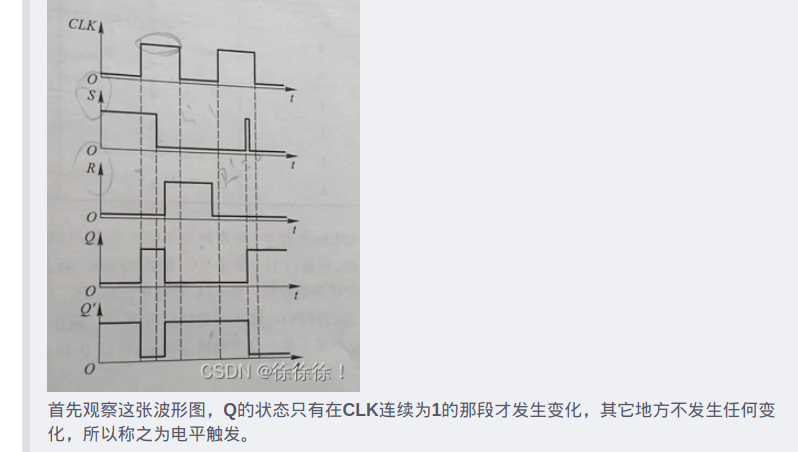 CLK
O
t
S
O
t
R
O
t
Q
O
t
Q'
O
CSDN @徐徐徐！
首先观察这张波形图，Q的状态只有在CLK连续为1的那段才发生变化，其它地方不发生任何变
化，所以称之为电平触发。